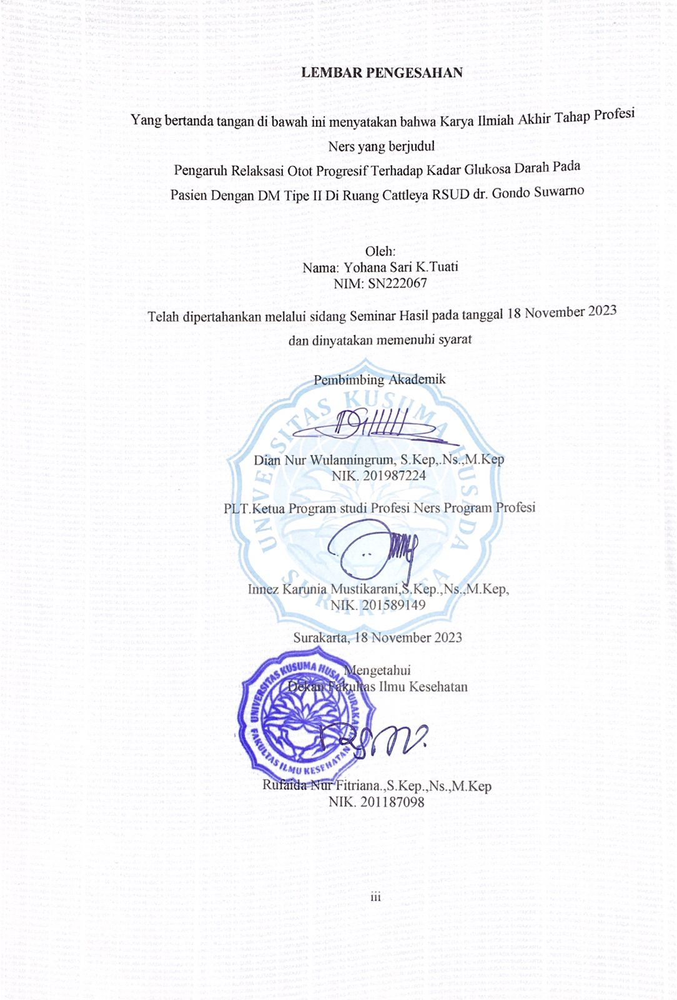 LEMBAR PENGESAHAN
Yang bertanda tangan di bawah ini menyatakan bahwa Karya Ilmiah Akhir Tahap Profesi
Ners yang berjudul
Pengaruh Relaksasi Otot Progresif Terhadap Kadar Glukosa Darah Pada
Pasien Dengan DM Tipe II Di Ruang Cattleya RSUD dr. Gondo Suwarno
Oleh:
Nama: Yohana Sari K.Tuati
NIM: SN222067
Telah dipertahankan melalui sidang Seminar Hasil pada tanggal 18 November 2023
dan dinyatakan memenuhi syarat
Pembimbing Akademik
UNIVERSITAS KUSUMA HUSADA
SURAKARTA
Dian Nur Wulanningrum, S.Kep,.Ns.,M.Kep
NIK. 201987224
PLT.Ketua Program studi Profesi Ners Program Profesi
Innez Karunia Mustikarani,S.Kep.,Ns.,M.Kep,
NIK. 201589149
Surakarta, 18 November 2023
Mengetahui
Dekan Fakultas Ilmu Kesehatan
UNIVERSITAS KUSUMA HUSADA SURAKARTA
FAKULTAS ILMU KESEHATAN
Rufaida Nur Fitriana.,S.Kep.,Ns.,M.Kep
NIK. 201187098
iii